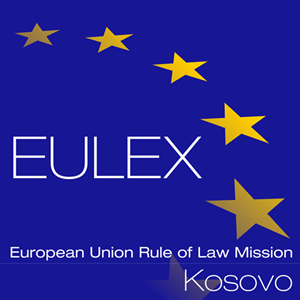 EULEX
European Union Rule of Law Mission
Kosovo